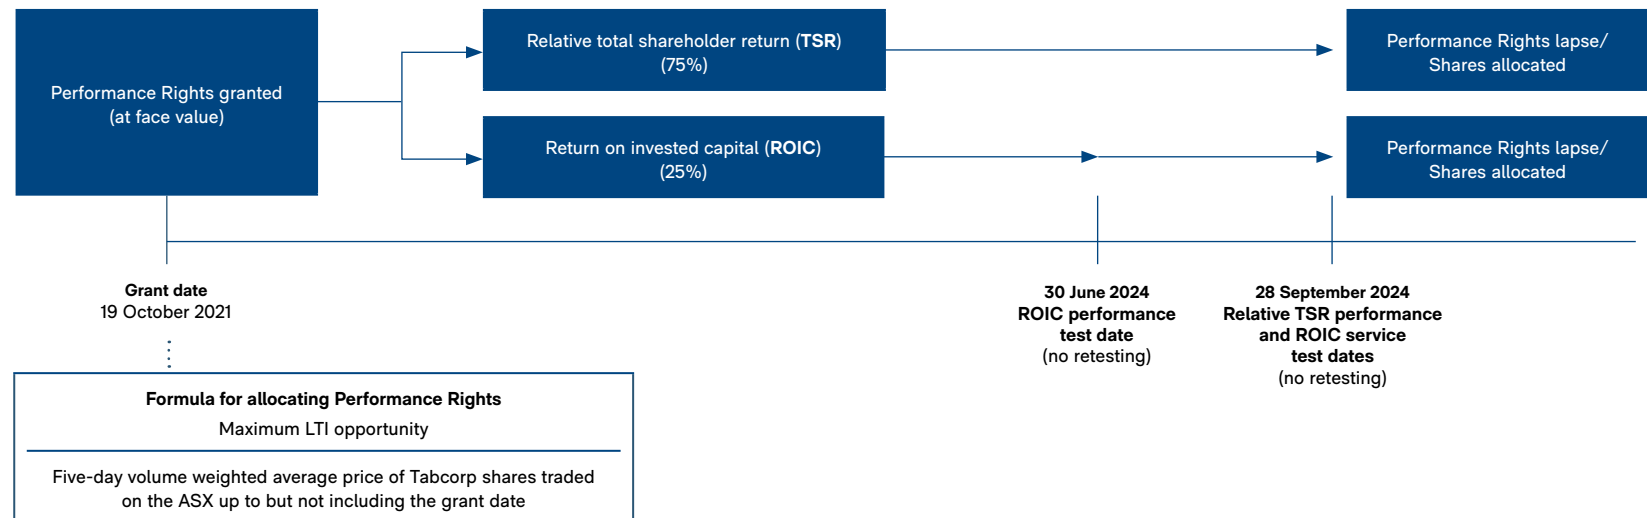 Performance Rights granted
(at face value)
Relative total shareholder return (TSR)
(75%)
Performance Rights lapse/
Shares allocated
Return on invested capital (ROIC)
(25%)
Performance Rights lapse/
Shares allocated
Grant date
19 October 2021
30 June 2024
ROIC performance
test date
(no retesting)
28 September 2024
Relative TSR performance
and ROIC service
test dates
(no retesting)
Formula for allocating Performance Rights
Maximum LTI opportunity
Five-day volume weighted average price of Tabcorp shares traded
on the ASX up to but not including the grant date